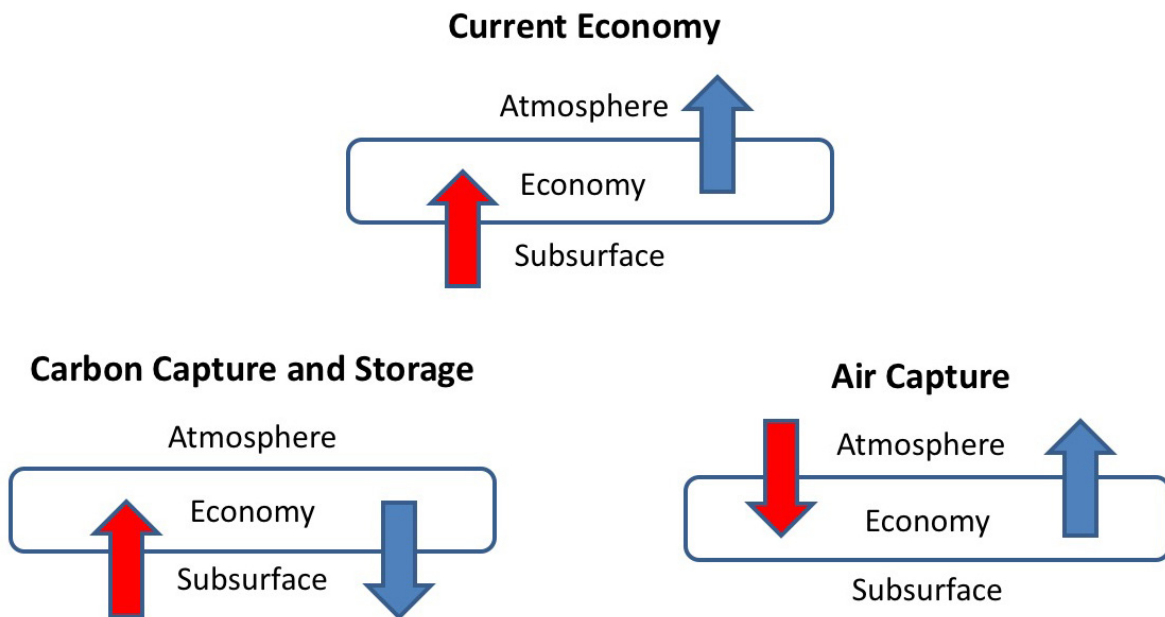 Current Economy
Atmosphere
Economy
Subsurface
Carbon Capture and Storage
Atmosphere
Economy
Subsurface
Air Capture
Atmosphere
Economy
Subsurface